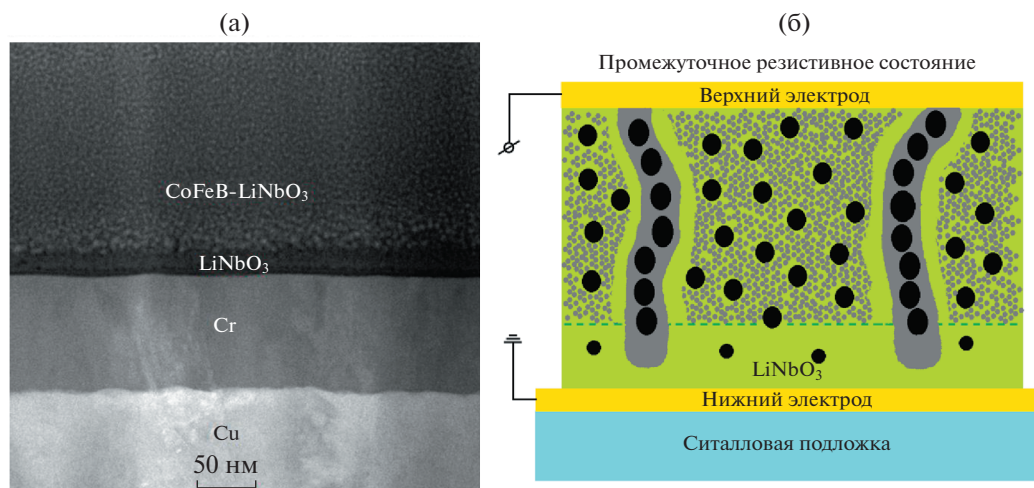 (а)
CoFeB-LiNbO₃
LiNbO₃
Cr
Cu
50 нм
(б)
Промежуточное резистивное состояние
Верхний электрод
LiNbO₃
Нижний электрод
Ситалловая подложка